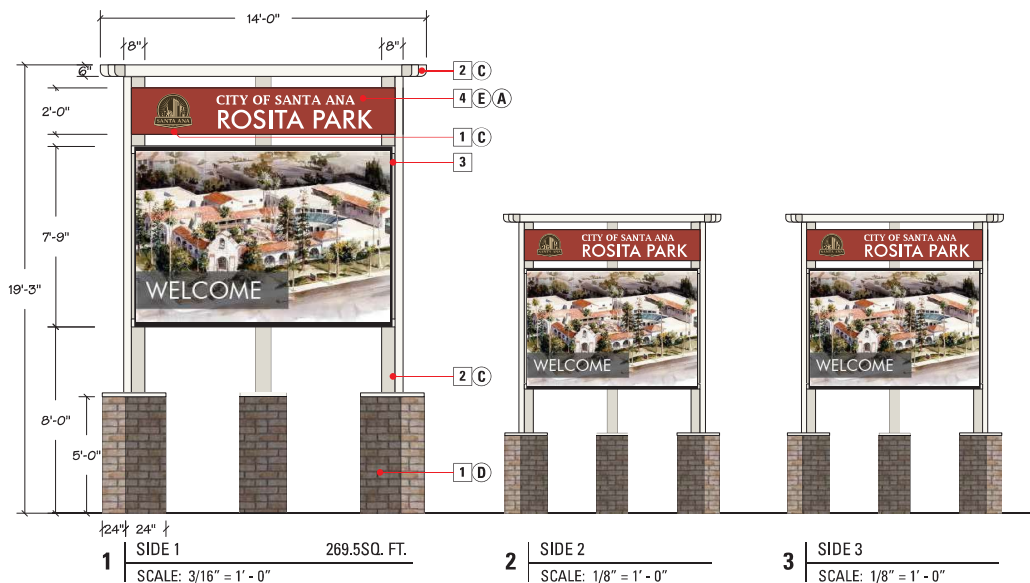 14'-0"
8"
8"
6"
2 C
2'-0"
SANTA ANA
CITY OF SANTA ANA
ROSITA PARK
4 E A
1 C
3
7'-9"
WELCOME
19'-3"
2 C
8'-0"
5'-0"
1 D
24" 24"
1 SIDE 1 269.5SQ. FT.
SCALE: 3/16" = 1' - 0"
CITY OF SANTA ANA
ROSITA PARK
WELCOME
2 SIDE 2
SCALE: 1/8" = 1' - 0"
CITY OF SANTA ANA
ROSITA PARK
WELCOME
3 SIDE 3
SCALE: 1/8" = 1' - 0"